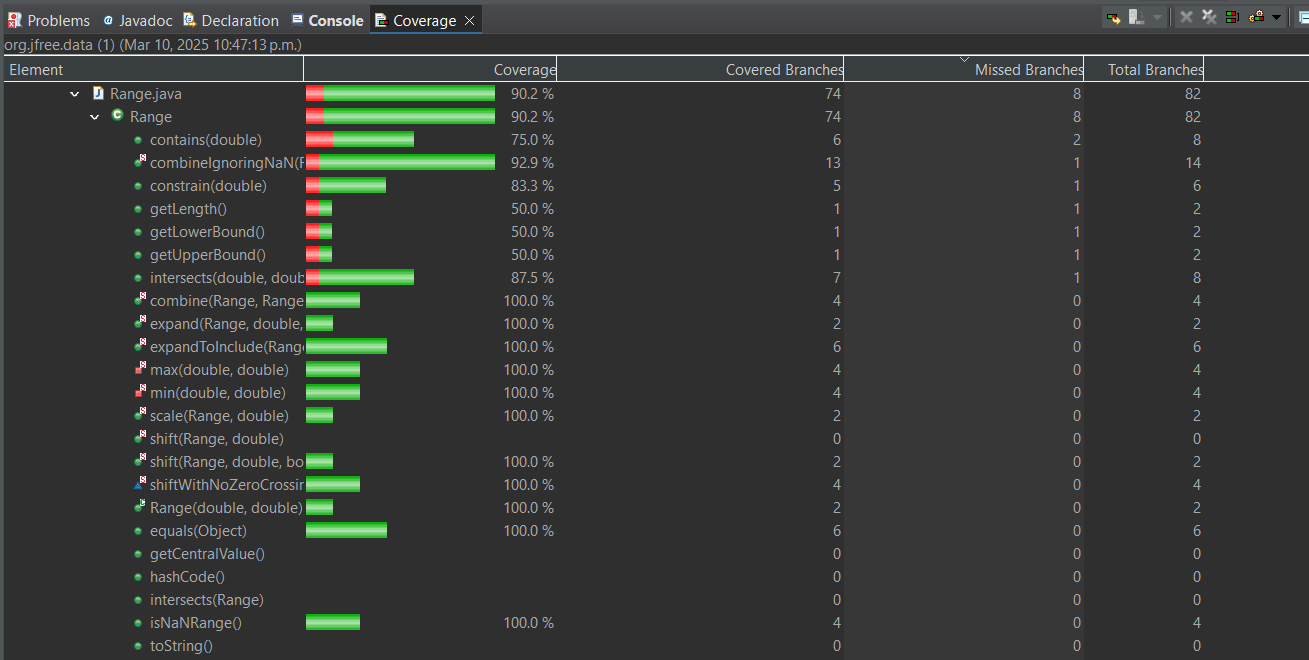 Problems Javadoc Declaration Console Coverage
org.jfree.data (1) (Mar 10, 2025 10:47:13 p.m.)
Element Coverage Covered Branches Missed Branches Total Branches
Range.java 90.2 % 74 8 82
Range 90.2 % 74 8 82
contains(double) 75.0 % 6 2 8
combineIgnoringNaN(R 92.9 % 13 1 14
constrain(double) 83.3 % 5 1 6
getLength() 50.0 % 1 1 2
getLowerBound() 50.0 % 1 1 2
getUpperBound() 50.0 % 1 1 2
intersects(double, doub 87.5 % 7 1 8
combine(Range, Range 100.0 % 4 0 4
expand(Range, double, 100.0 % 2 0 2
expandToInclude(Rang 100.0 % 6 0 6
max(double, double) 100.0 % 4 0 4
min(double, double) 100.0 % 4 0 4
scale(Range, double) 100.0 % 2 0 2
shift(Range, double) 0 0 0
shift(Range, double, bo 100.0 % 2 0 2
shiftWithNoZeroCrossin 100.0 % 4 0 4
Range(double, double) 100.0 % 2 0 2
equals(Object) 100.0 % 6 0 6
getCentralValue() 0 0 0
hashCode() 0 0 0
intersects(Range) 0 0 0
isNaNRange() 100.0 % 4 0 4
toString() 0 0 0